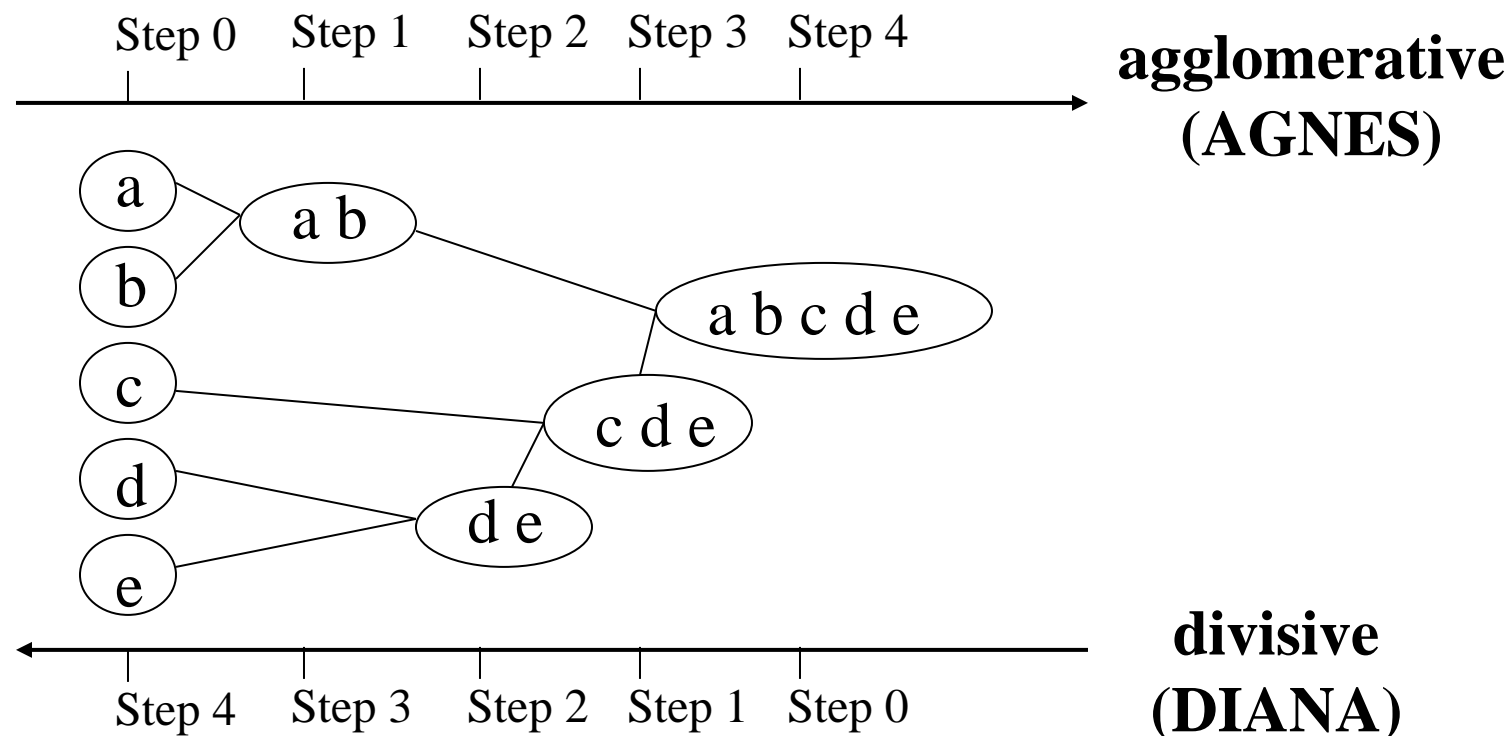 Step 0 Step 1 Step 2 Step 3 Step 4
agglomerative
(AGNES)
a
a b
b
a b c d e
c
c d e
d
d e
e
divisive
(DIANA)
Step 4 Step 3 Step 2 Step 1 Step 0